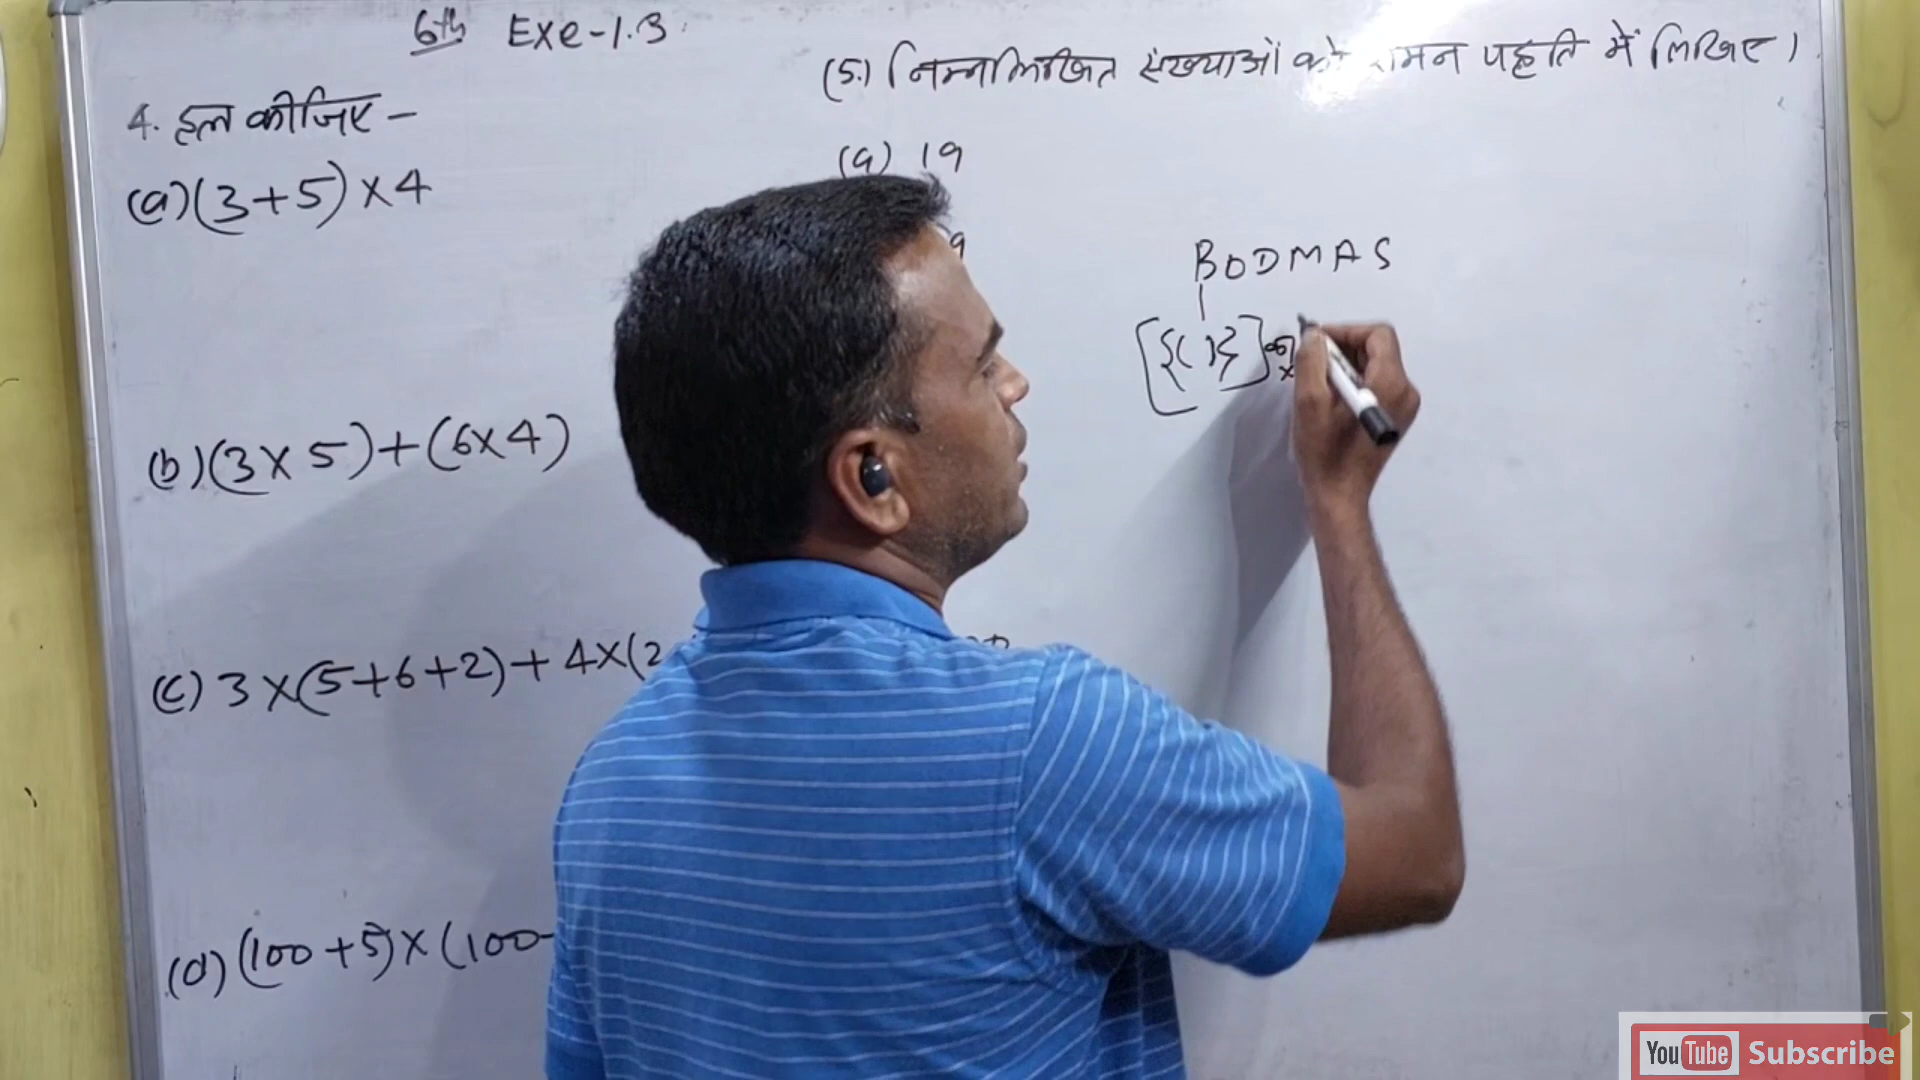 6th Exe-1.3
4. हल कीजिए -
(a) (3+5) × 4
(b) (3 × 5) + (6 × 4)
(c) 3 × (5+6+2) + 4 × (2
(d) (100 + 5) × (100 -
(5.) निम्नलिखित संख्याओं को रोमन पद्धति में लिखिए।
(a) 19
9
BODMAS
[{( )}] का
×
YouTube Subscribe